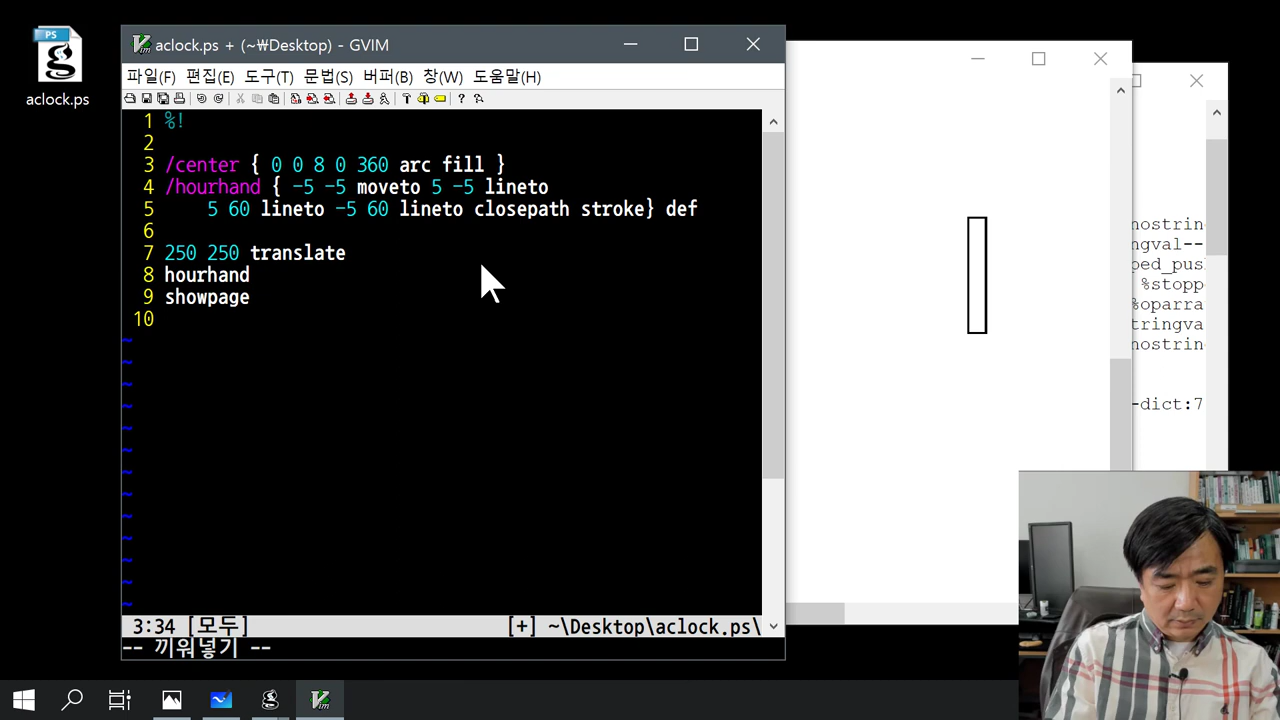 PS
aclock.ps
aclock.ps + (~₩Desktop) - GVIM
파일(F) 편집(E) 도구(T) 문법(S) 버퍼(B) 창(W) 도움말(H)
1 %!
2
3 /center { 0 0 8 0 360 arc fill }
4 /hourhand { -5 -5 moveto 5 -5 lineto
5 5 60 lineto -5 60 lineto closepath stroke} def
6
7 250 250 translate
8 hourhand
9 showpage
10
~
~
~
~
~
~
~
~
~
~
~
~
~
3:34 [모두] [+] ~\Desktop\aclock.ps\
-- 끼워넣기 --
nostrin
ngval--
ped_pus
%stopp
%oparra
tringva
nostrin
-dict:7